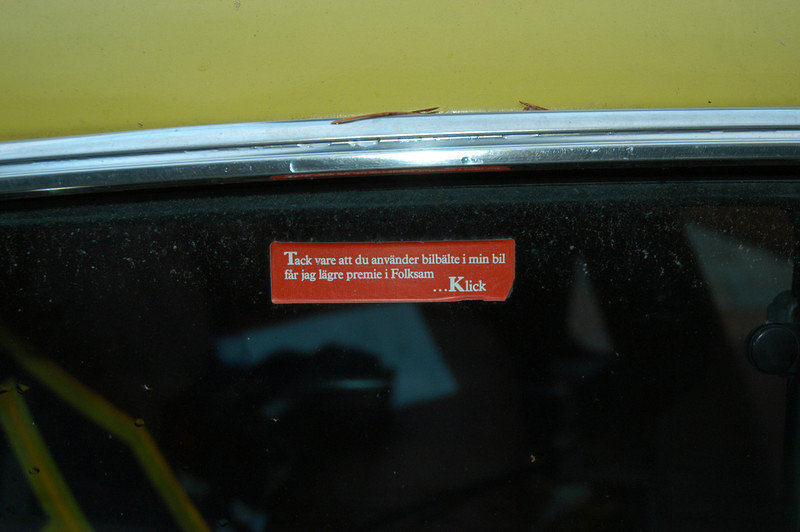 Tack vare att du använder bilbälte i min bil
får jag lägre premie i Folksam
...Klick